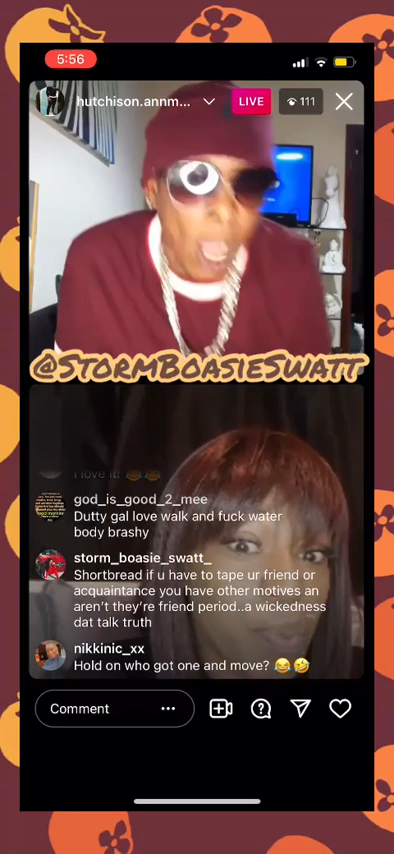 5:56
hutchison.annm...
LIVE
111
@StormBoasieSwatt
I love it! 😂😂
god_is_good_2_mee
Dutty gal love walk and fuck water
body brashy
storm_boasie_swatt_
Shortbread if u have to tape ur friend or
acquaintance you have other motives an
aren't they're friend period..a wickedness
dat talk truth
nikkinic_xx
Hold on who got one and move? 😂🤣
Comment